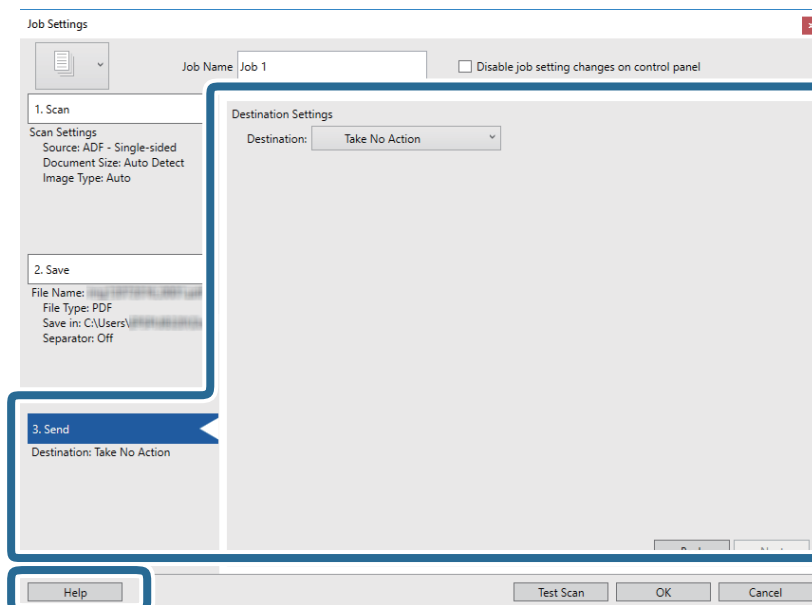 Job Settings
Job Name Job 1 Disable job setting changes on control panel
1. Scan
Scan Settings
Source: ADF - Single-sided
Document Size: Auto Detect
Image Type: Auto
Destination Settings
Destination: Take No Action
2. Save
File Name:
File Type: PDF
Save in: C:\Users\
Separator: Off
3. Send
Destination: Take No Action
Help Test Scan OK Cancel